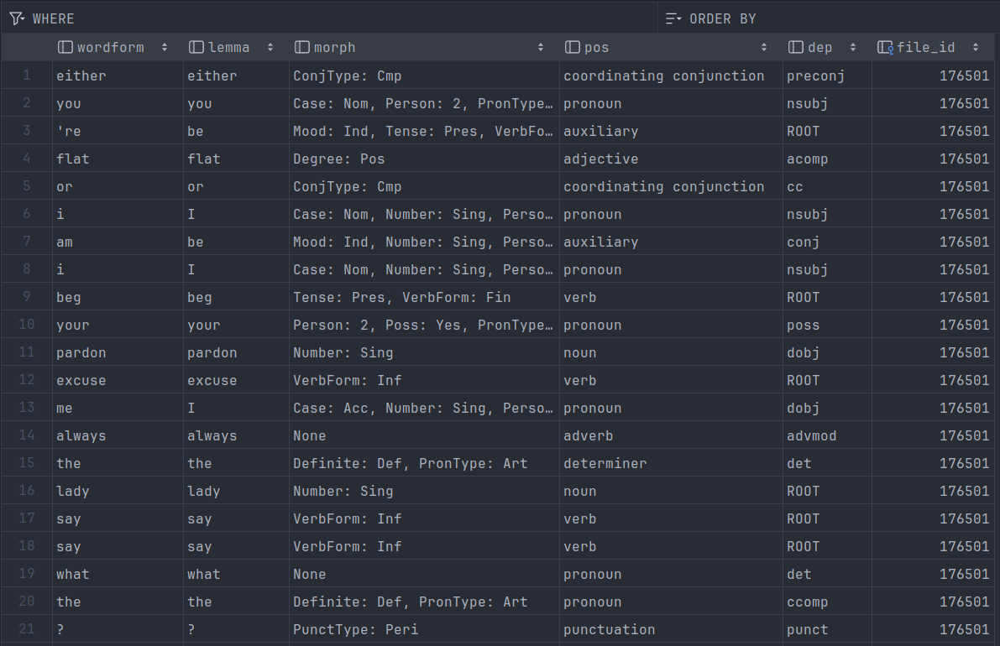 WHERE ORDER BY
wordform lemma morph pos dep file_id
1 either either ConjType: Cmp coordinating conjunction preconj 176501
2 you you Case: Nom, Person: 2, PronType… pronoun nsubj 176501
3 're be Mood: Ind, Tense: Pres, VerbFo… auxiliary ROOT 176501
4 flat flat Degree: Pos adjective acomp 176501
5 or or ConjType: Cmp coordinating conjunction cc 176501
6 i I Case: Nom, Number: Sing, Perso… pronoun nsubj 176501
7 am be Mood: Ind, Number: Sing, Perso… auxiliary conj 176501
8 i I Case: Nom, Number: Sing, Perso… pronoun nsubj 176501
9 beg beg Tense: Pres, VerbForm: Fin verb ROOT 176501
10 your your Person: 2, Poss: Yes, PronType… pronoun poss 176501
11 pardon pardon Number: Sing noun dobj 176501
12 excuse excuse VerbForm: Inf verb ROOT 176501
13 me I Case: Acc, Number: Sing, Perso… pronoun dobj 176501
14 always always None adverb advmod 176501
15 the the Definite: Def, PronType: Art determiner det 176501
16 lady lady Number: Sing noun ROOT 176501
17 say say VerbForm: Inf verb ROOT 176501
18 say say VerbForm: Inf verb ROOT 176501
19 what what None pronoun det 176501
20 the the Definite: Def, PronType: Art pronoun ccomp 176501
21 ? ? PunctType: Peri punctuation punct 176501